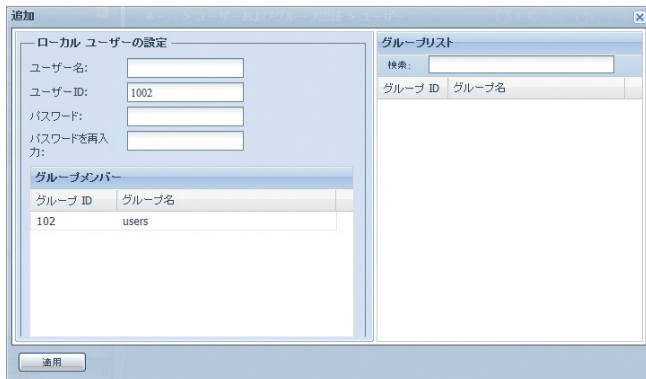 追加
ローカル ユーザーの設定
ユーザー名:
ユーザーID:
1002
パスワード:
パスワードを再入
力:
グループメンバー
グループ ID
グループ名
102
users
グループリスト
検索:
グループ ID
グループ名
適用